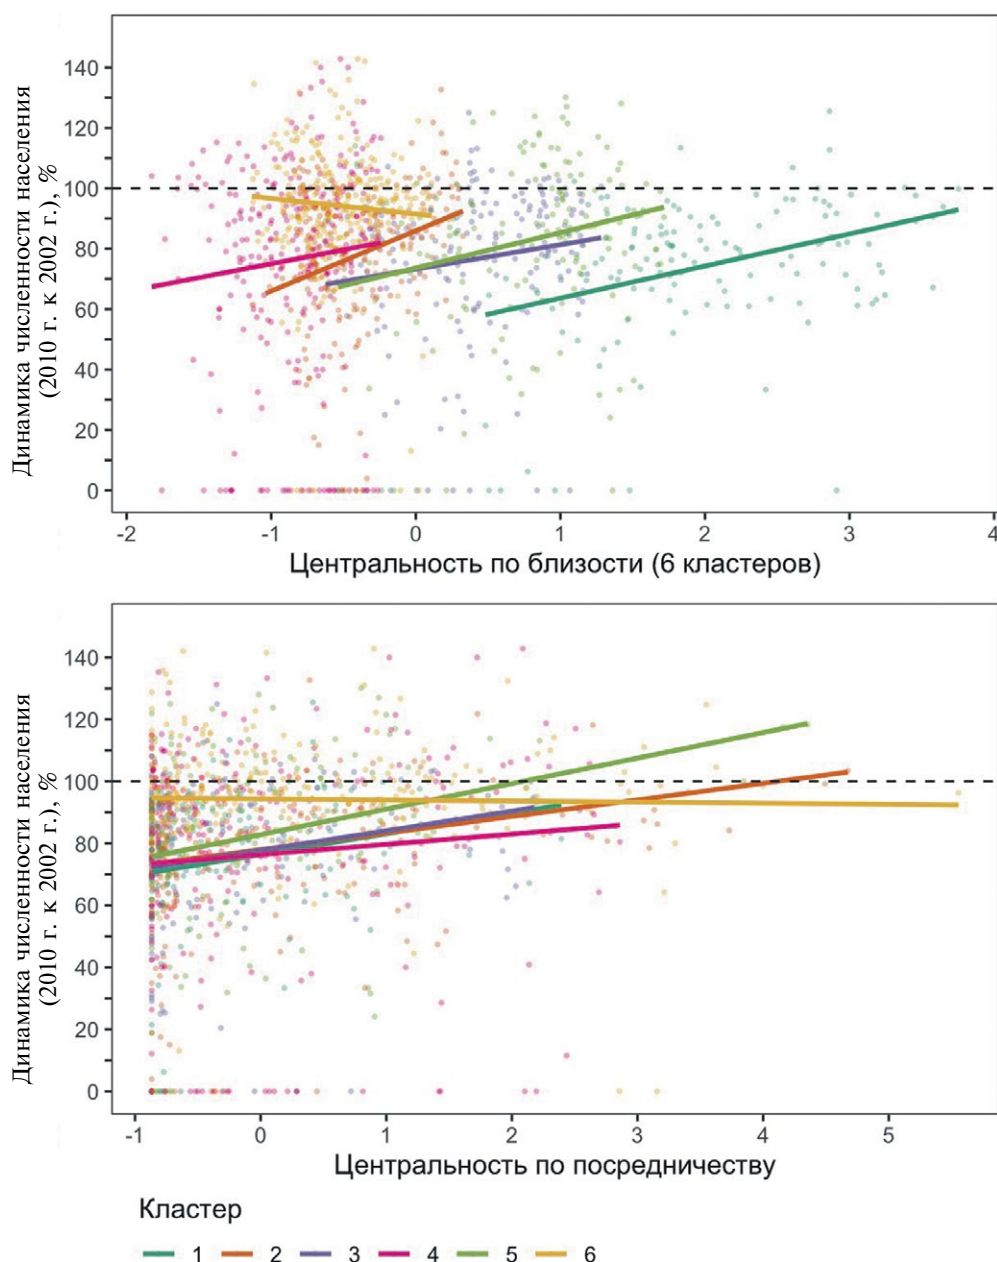 Динамика численности населения
(2010 г. к 2002 г.), %
140
120
100
80
60
40
20
0
-2 -1 0 1 2 3 4
Центральность по близости (6 кластеров)
Динамика численности населения
(2010 г. к 2002 г.), %
140
120
100
80
60
40
20
0
-1 0 1 2 3 4 5
Центральность по посредничеству
Кластер
1 2 3 4 5 6